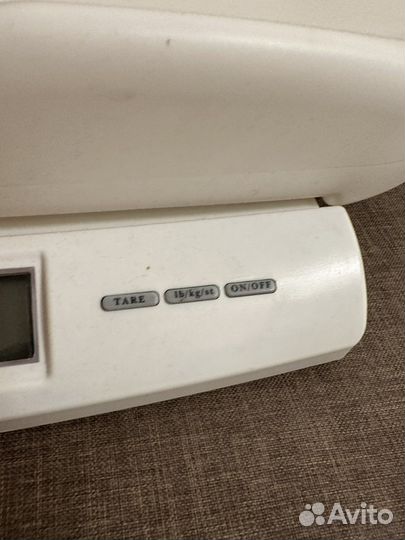 TARE
lb/kg/st
ON/OFF
Avito